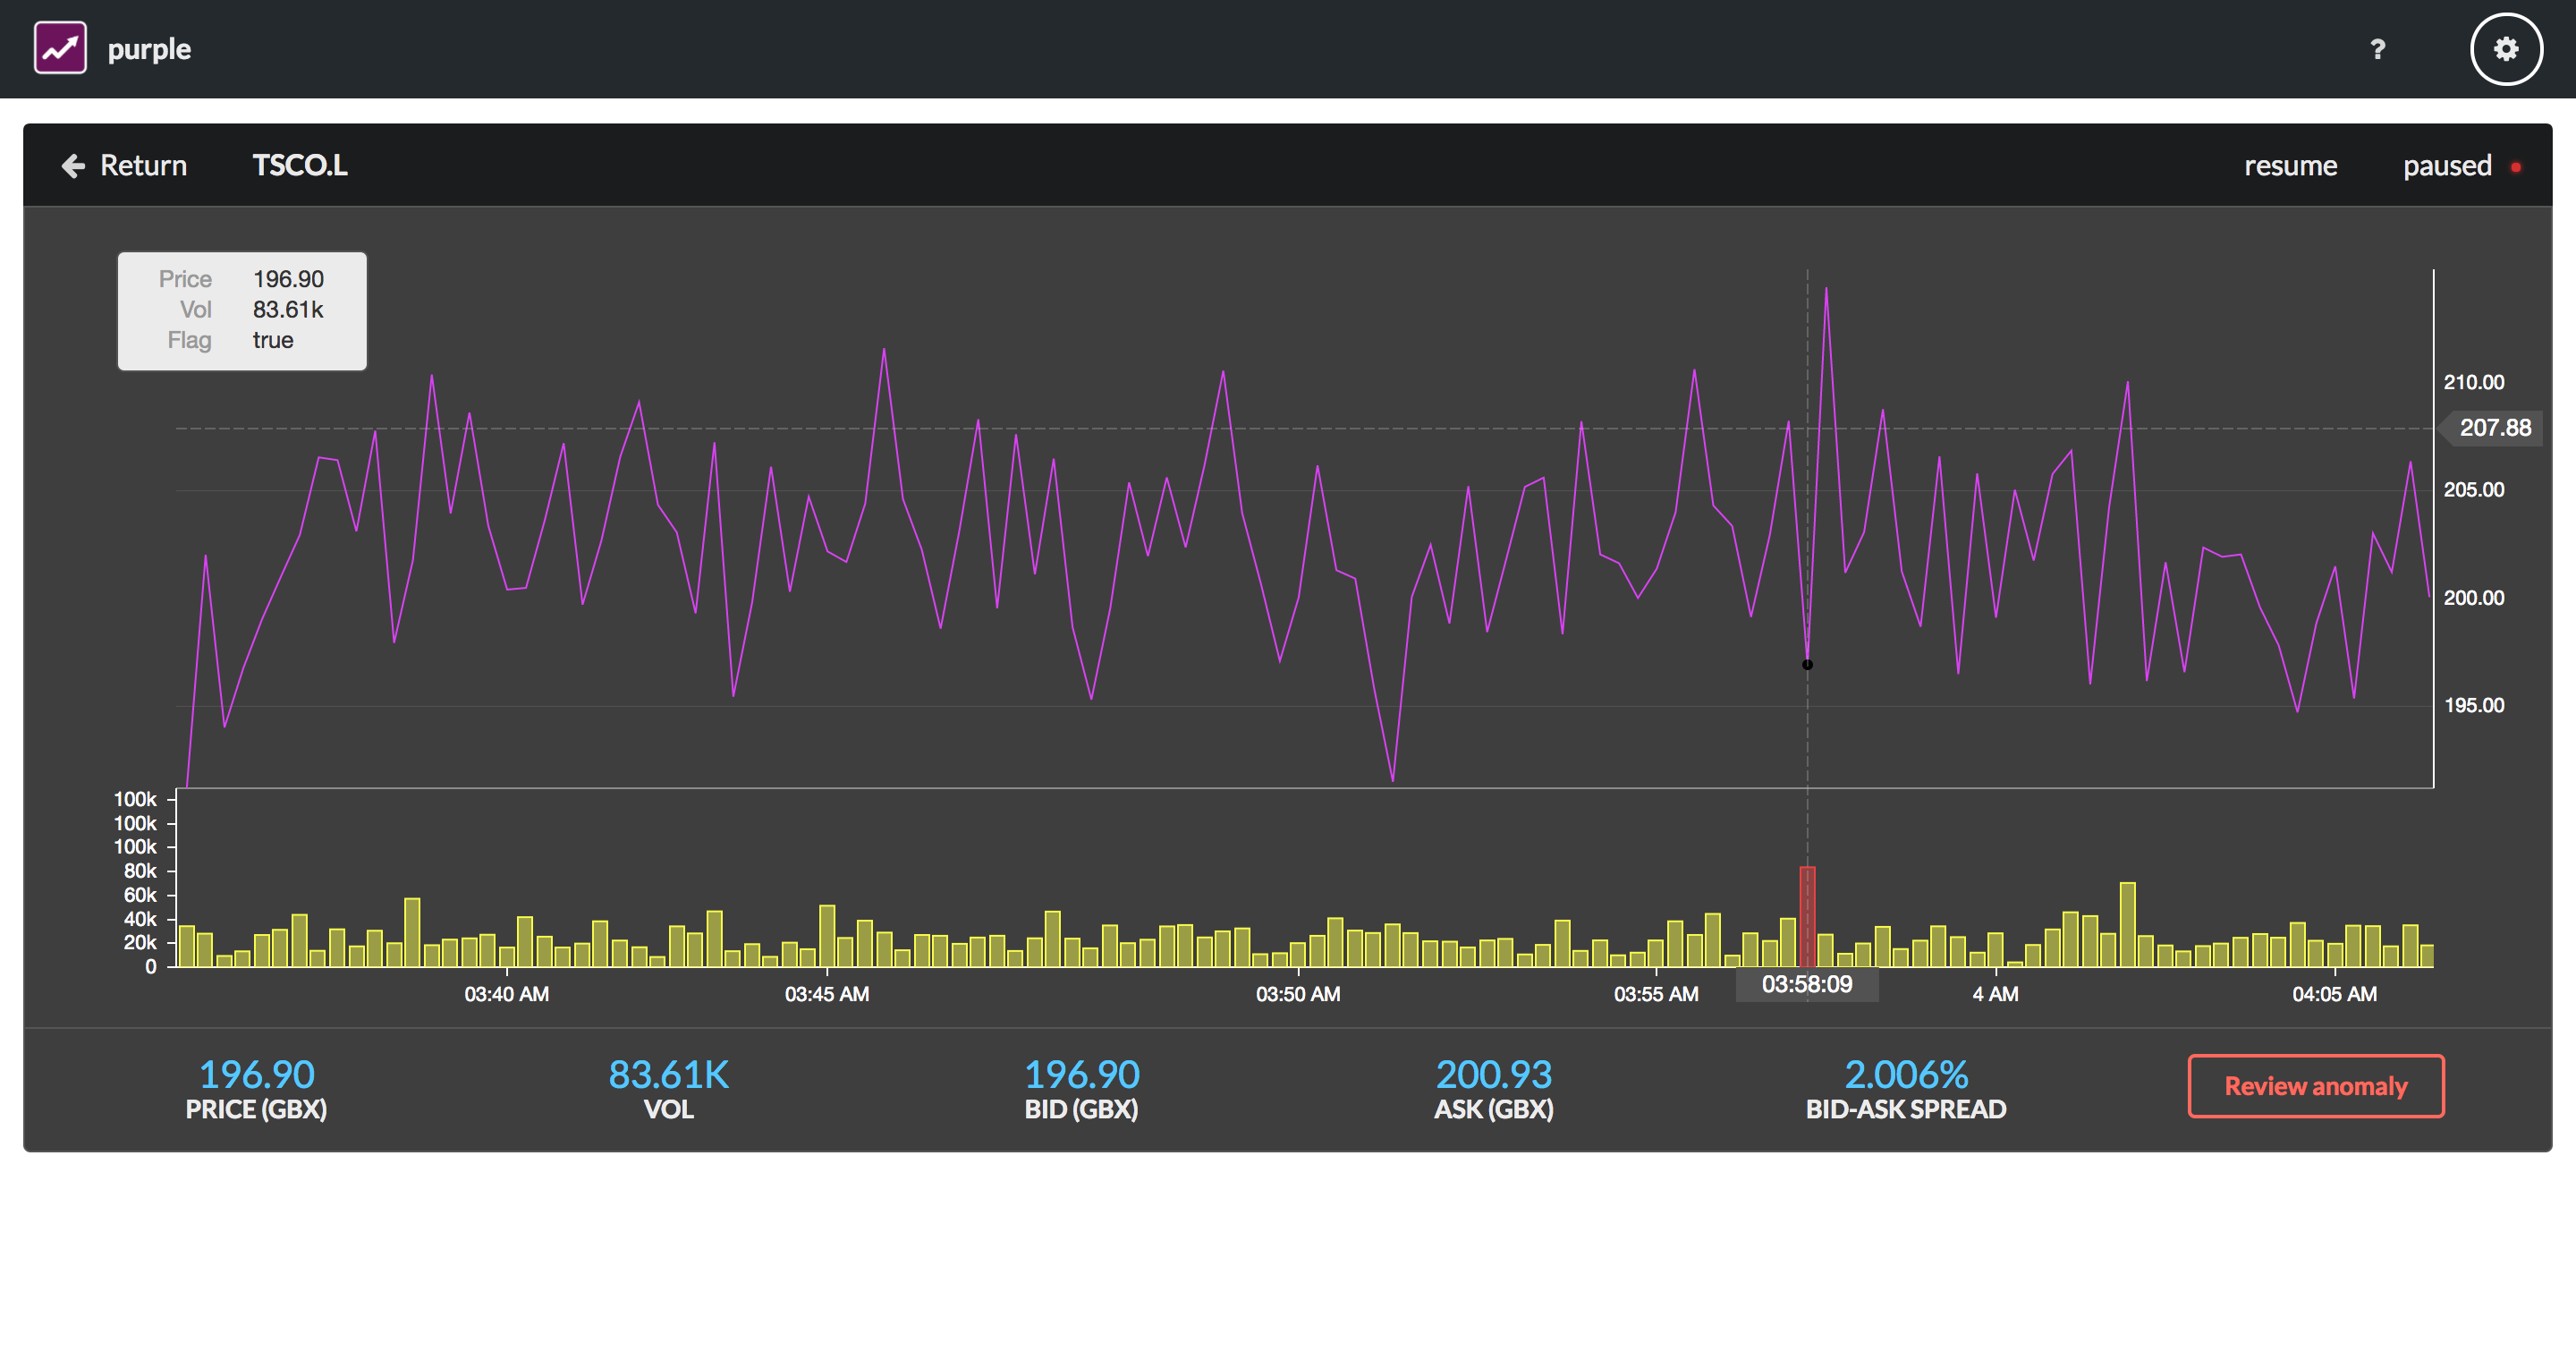 purple
?
Return TSCO.L resume paused
Price 196.90
Vol 83.61k
Flag true
210.00
207.88
205.00
200.00
195.00
100k
100k
100k
80k
60k
40k
20k
0
03:40 AM 03:45 AM 03:50 AM 03:55 AM 03:58:09 4 AM 04:05 AM
196.90 83.61K 196.90 200.93 2.006%
PRICE (GBX) VOL BID (GBX) ASK (GBX) BID-ASK SPREAD
Review anomaly